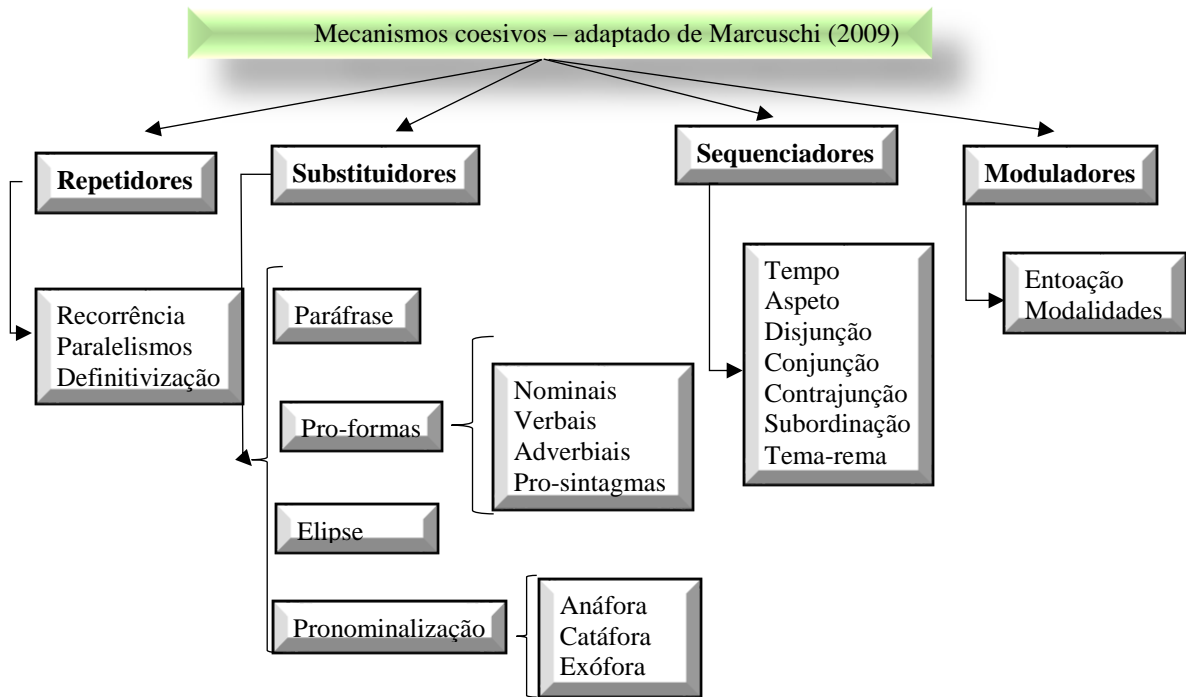 Mecanismos coesivos – adaptado de Marcuschi (2009)
Repetidores
Substituidores
Sequenciadores
Moduladores
Recorrência
Paralelismos
Definitivização
Paráfrase
Pro-formas
Nominais
Verbais
Adverbiais
Pro-sintagmas
Elipse
Pronominalização
Anáfora
Catáfora
Exófora
Tempo
Aspeto
Disjunção
Conjunção
Contrajunção
Subordinação
Tema-rema
Entoação
Modalidades